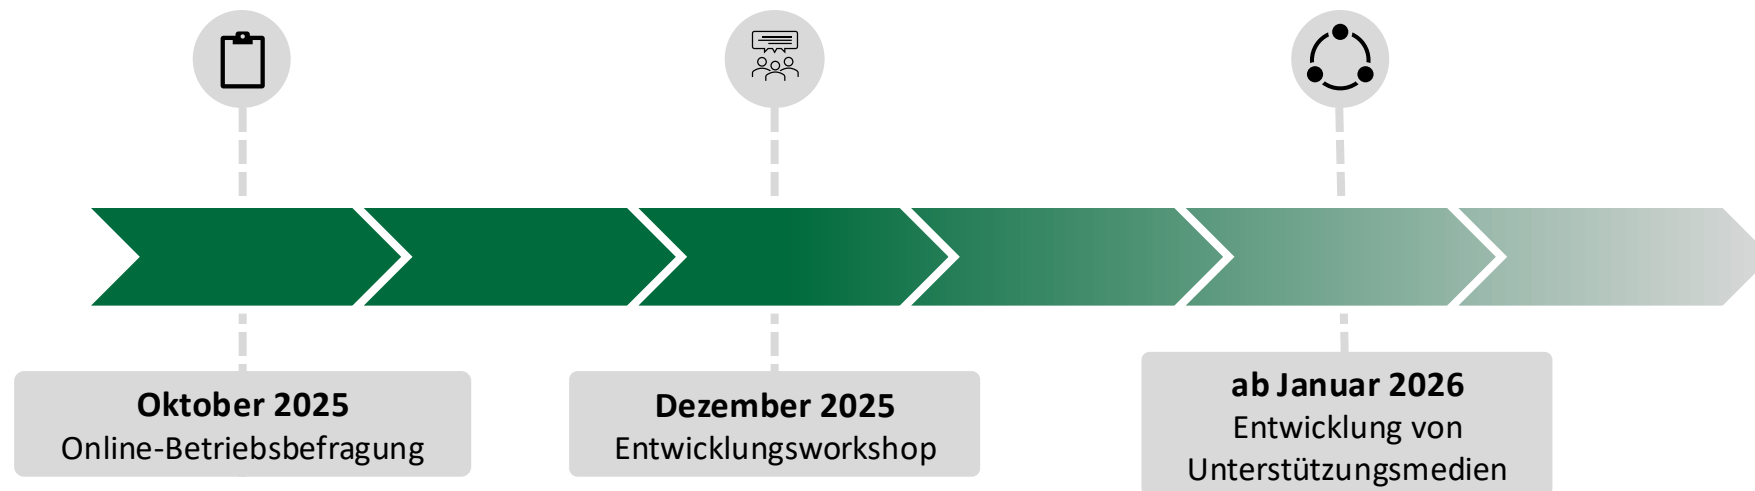 Oktober 2025
Online-Betriebsbefragung
Dezember 2025
Entwicklungsworkshop
ab Januar 2026
Entwicklung von
Unterstützungsmedien